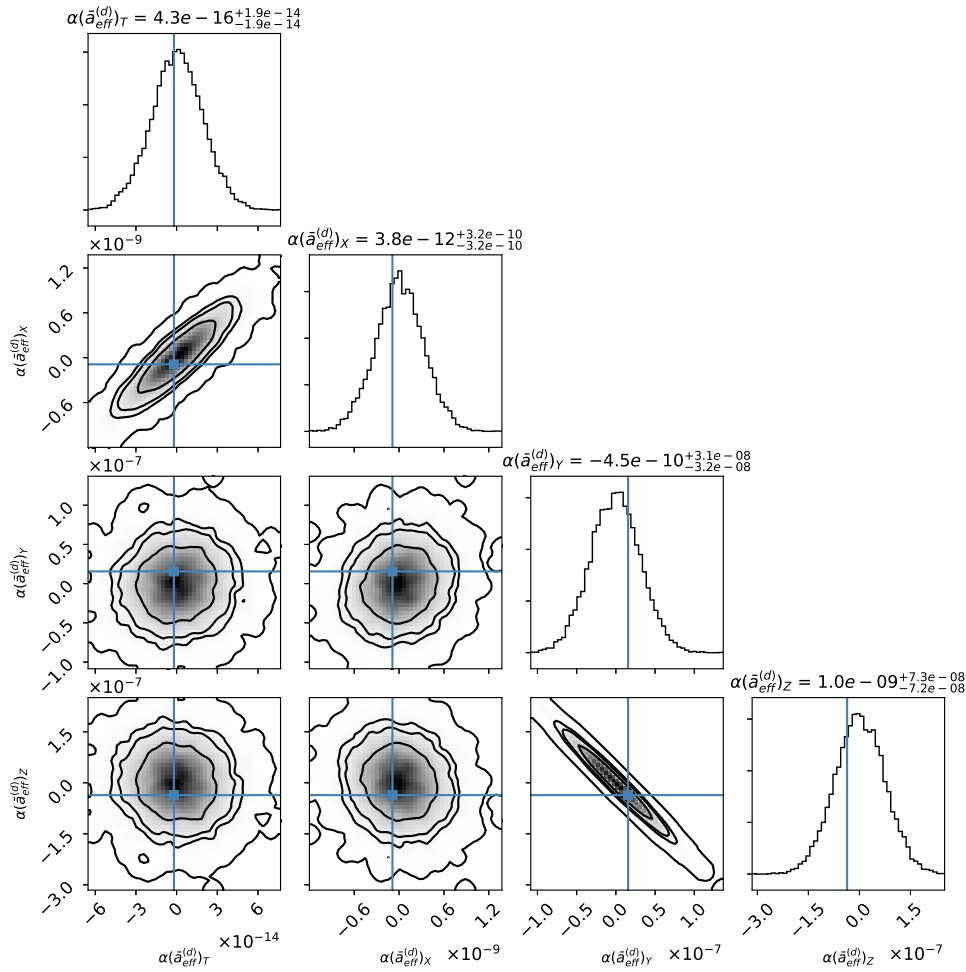 α(ā_eff^(d))_T = 4.3e − 16 +1.9e−14 −1.9e−14
×10⁻⁹
α(ā_eff^(d))_X = 3.8e − 12 +3.2e−10 −3.2e−10
1.2
0.6
0.0
−0.6
α(ā_eff^(d))_X
×10⁻⁷
α(ā_eff^(d))_Y = −4.5e − 10 +3.1e−08 −3.2e−08
1.0
0.5
0.0
−0.5
−1.0
α(ā_eff^(d))_Y
×10⁻⁷
α(ā_eff^(d))_Z = 1.0e − 09 +7.3e−08 −7.2e−08
1.5
0.0
−1.5
−3.0
α(ā_eff^(d))_Z
−6 −3 0 3 6
−1.2 −0.6 0.0 0.6 1.2
−1.0 −0.5 0.0 0.5 1.0
−3.0 −1.5 0.0 1.5
×10⁻¹⁴ ×10⁻⁹ ×10⁻⁷ ×10⁻⁷
α(ā_eff^(d))_T α(ā_eff^(d))_X α(ā_eff^(d))_Y α(ā_eff^(d))_Z